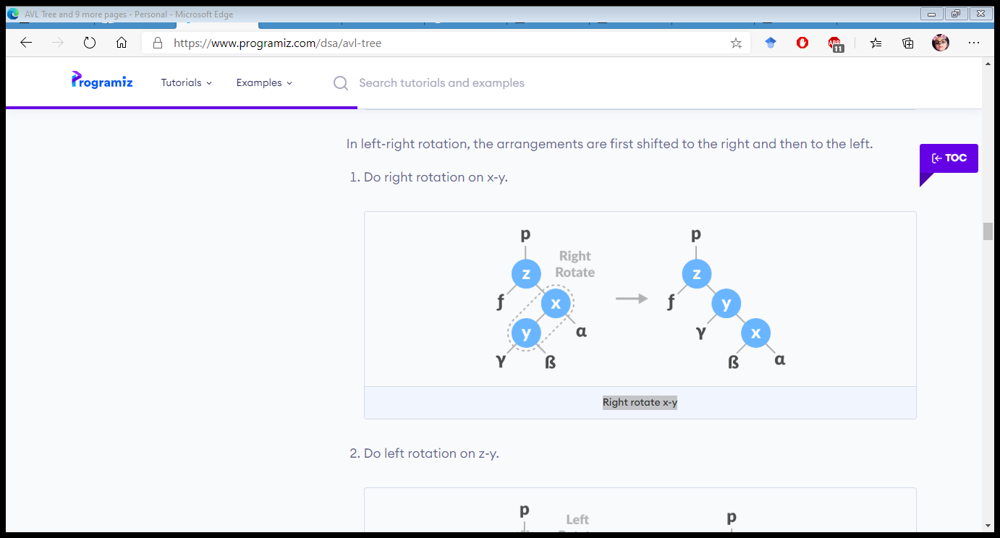 AVL Tree and 9 more pages - Personal - Microsoft Edge
https://www.programiz.com/dsa/avl-tree
11
Programiz
Tutorials
Examples
Search tutorials and examples
In left-right rotation, the arrangements are first shifted to the right and then to the left.
TOC
1. Do right rotation on x-y.
p
p
Right
Rotate
z
z
ƒ
x
ƒ
y
y
α
γ
x
γ
ß
ß
α
Right rotate x-y
2. Do left rotation on z-y.
p
Left
p